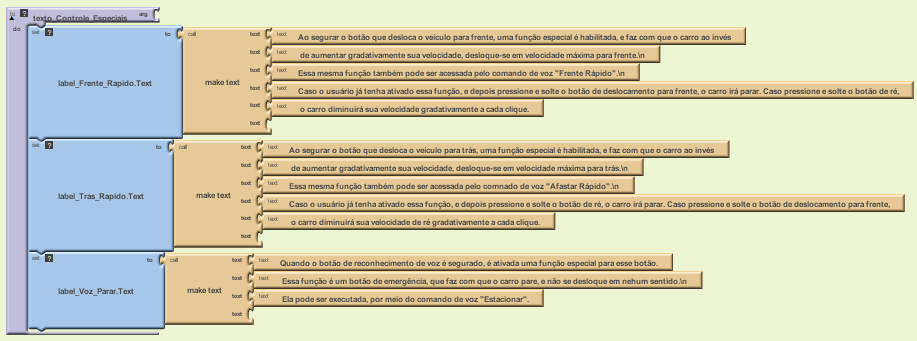 to ? texto_Controle_Especiais arg
do set ? label_Frente_Rapido.Text to call make text text text Ao segurar o botão que desloca o veículo para frente, uma função especial é habilitada, e faz com que o carro ao invés
text text de aumentar gradativamente sua velocidade, desloque-se em velocidade máxima para frente.\n
text text Essa mesma função também pode ser acessada pelo comando de voz "Frente Rápido".\n
text text Caso o usuário já tenha ativado essa função, e depois pressione e solte o botão de deslocamento para frente, o carro irá parar. Caso pressione e solte o botão de ré,
text text o carro diminuirá sua velocidade gradativamente a cada clique.
text
set ? label_Tras_Rapido.Text to call make text text text Ao segurar o botão que desloca o veículo para trás, uma função especial é habilitada, e faz com que o carro ao invés
text text de aumentar gradativamente sua velocidade, desloque-se em velocidade máxima para trás.\n
text text Essa mesma função também pode ser acessada pelo comnado de voz "Afastar Rápido".\n
text text Caso o usuário já tenha ativado essa função, e depois pressione e solte o botão de ré, o carro irá parar. Caso pressione e solte o botão de deslocamento para frente,
text text o carro diminuirá sua velocidade de ré gradativamente a cada clique.
text
set ? label_Voz_Parar.Text to call make text text text Quando o botão de reconhecimento de voz é segurado, é ativada uma função especial para esse botão.
text text Essa função é um botão de emergência, que faz com que o carro pare, e não se desloque em nehum sentido.\n
text text Ela pode ser executada, por meio do comando de voz "Estacionar".
text